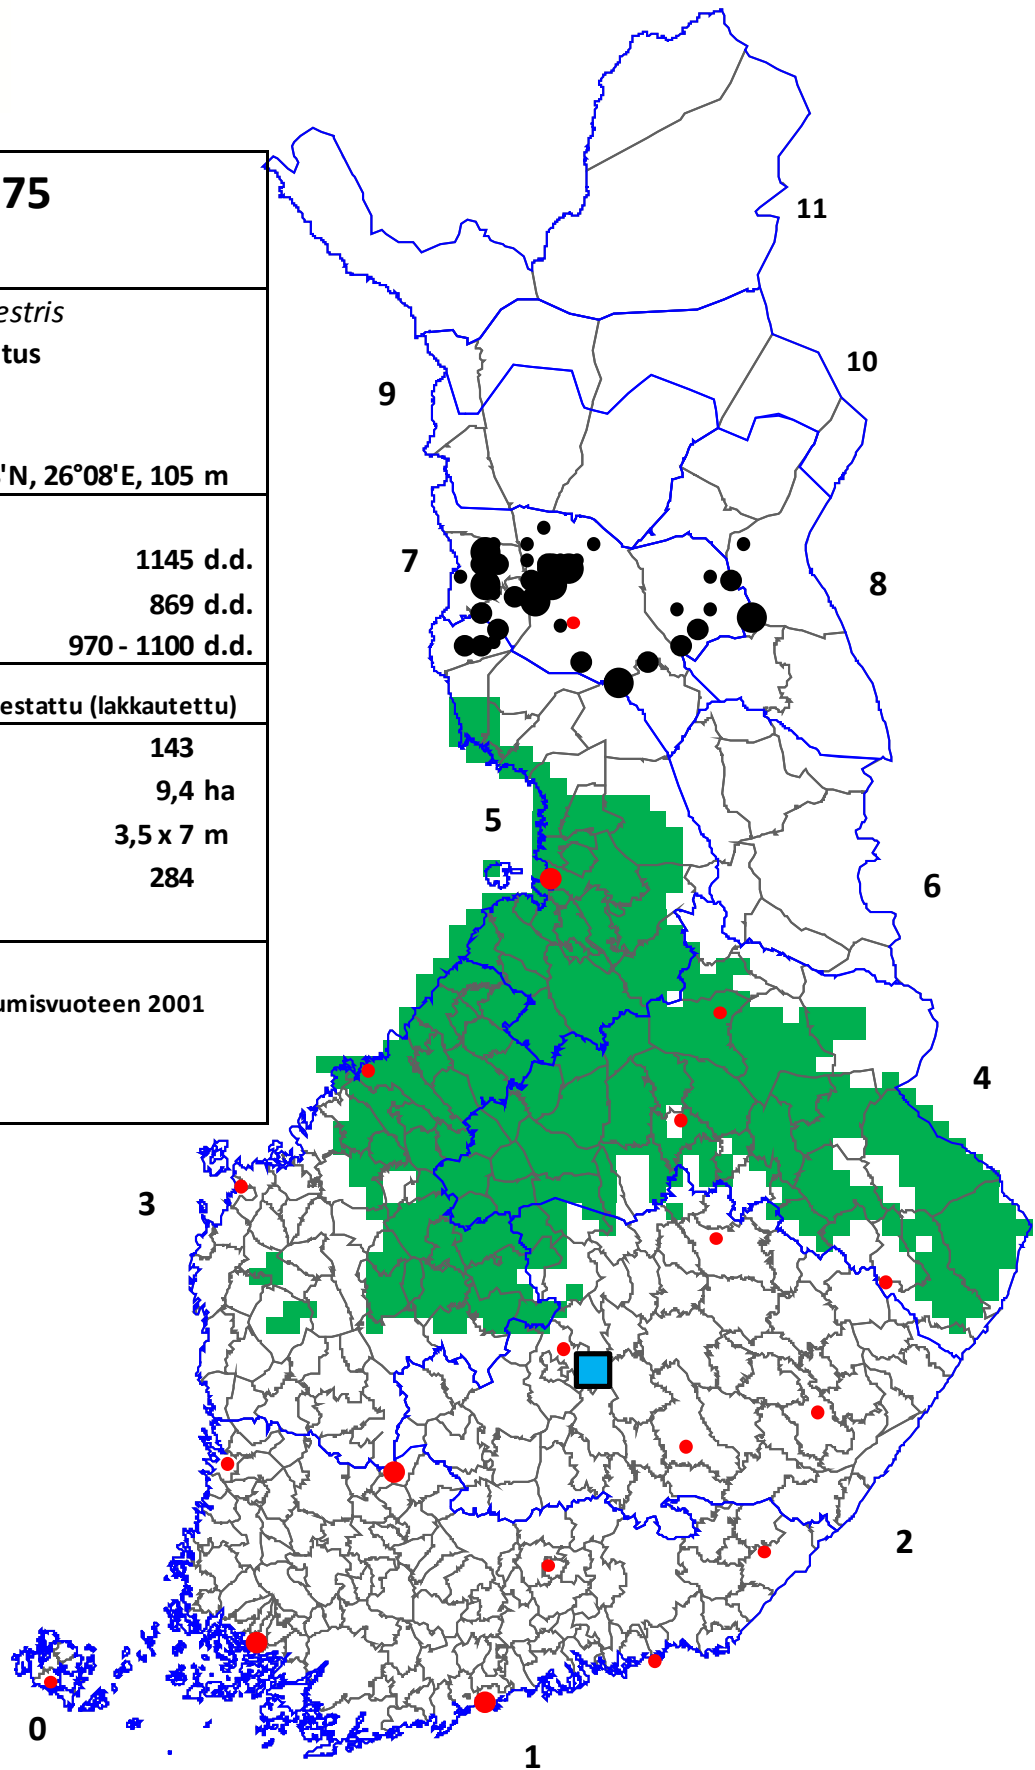 75
estris
tus
'N, 26°08'E, 105 m
1145 d.d.
869 d.d.
970 - 1100 d.d.
estattu (lakkautettu)
143
9,4 ha
3,5 x 7 m
284
umisvuoteen 2001
11
10
9
7
8
5
6
4
3
2
0
1